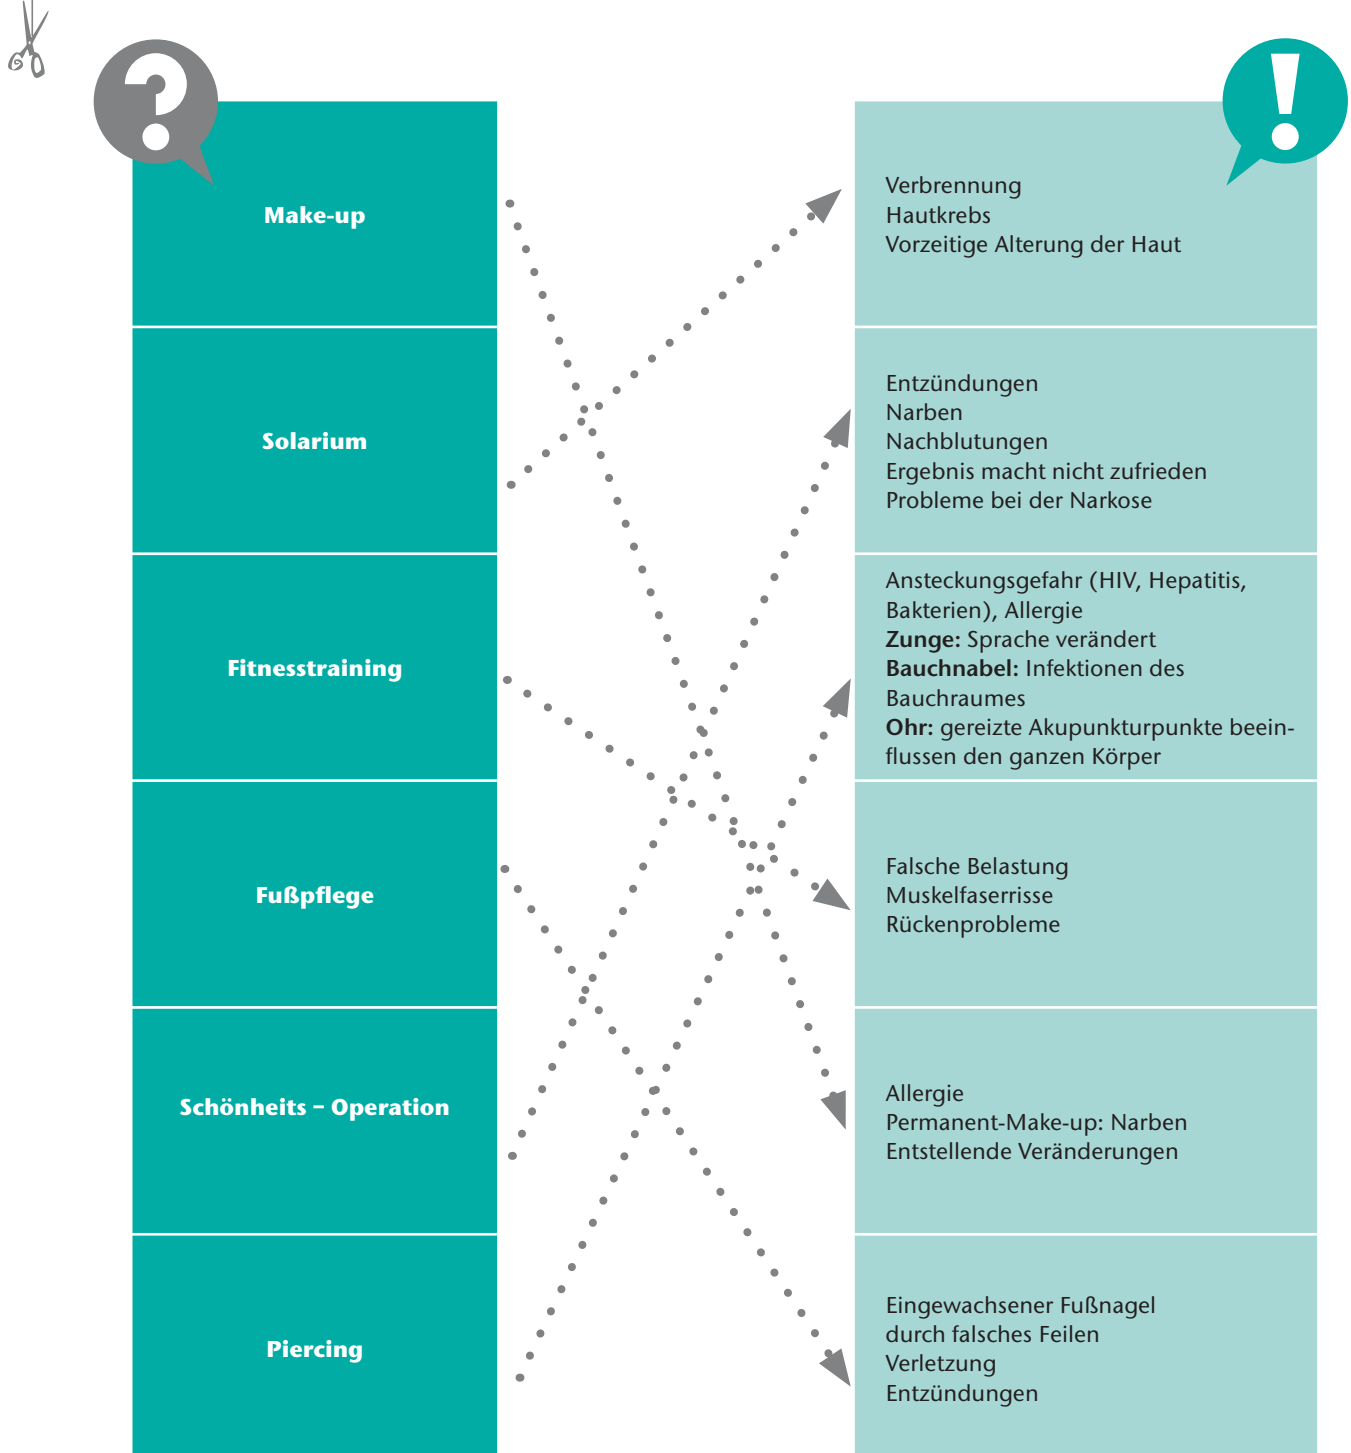 ?
!
Make-up
Solarium
Fitnesstraining
Fußpflege
Schönheits – Operation
Piercing
Verbrennung
Hautkrebs
Vorzeitige Alterung der Haut
Entzündungen
Narben
Nachblutungen
Ergebnis macht nicht zufrieden
Probleme bei der Narkose
Ansteckungsgefahr (HIV, Hepatitis,
Bakterien), Allergie
Zunge: Sprache verändert
Bauchnabel: Infektionen des
Bauchraumes
Ohr: gereizte Akupunkturpunkte beein-
flussen den ganzen Körper
Falsche Belastung
Muskelfaserrisse
Rückenprobleme
Allergie
Permanent-Make-up: Narben
Entstellende Veränderungen
Eingewachsener Fußnagel
durch falsches Feilen
Verletzung
Entzündungen